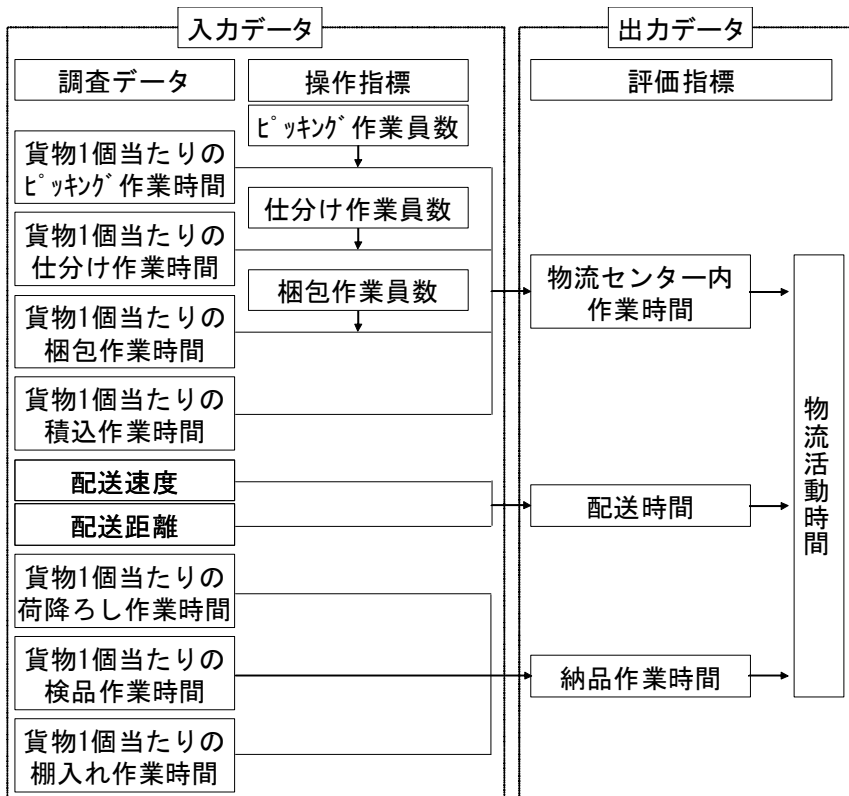 入力データ
出力データ
調査データ
操作指標
評価指標
ﾋﾟｯｷﾝｸﾞ作業員数
貨物1個当たりの
ﾋﾟｯｷﾝｸﾞ作業時間
仕分け作業員数
貨物1個当たりの
仕分け作業時間
梱包作業員数
物流センター内
作業時間
貨物1個当たりの
梱包作業時間
貨物1個当たりの
積込作業時間
物流活動時間
配送速度
配送距離
配送時間
貨物1個当たりの
荷降ろし作業時間
貨物1個当たりの
検品作業時間
納品作業時間
貨物1個当たりの
棚入れ作業時間